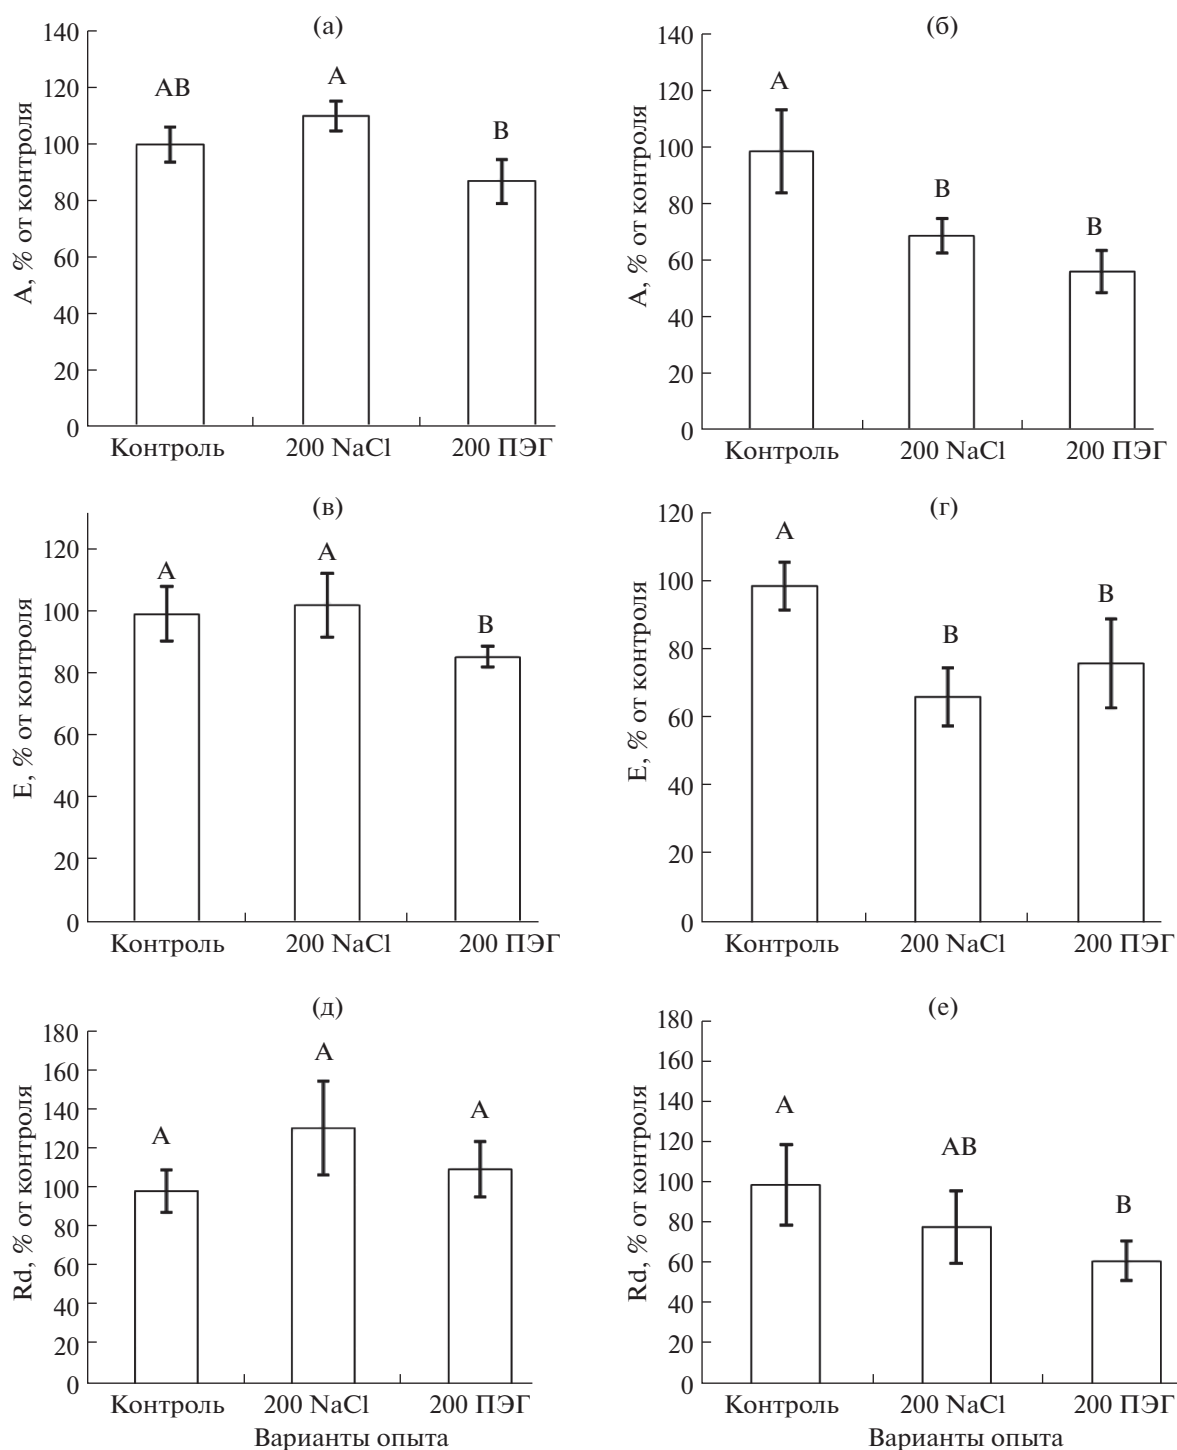 (а)
А, % от контроля
140
120
100
80
60
40
20
0
АВ
А
В
Контроль
200 NaCl
200 ПЭГ
(б)
А, % от контроля
140
120
100
80
60
40
20
0
А
В
В
Контроль
200 NaCl
200 ПЭГ
(в)
Е, % от контроля
120
100
80
60
40
20
0
А
А
В
Контроль
200 NaCl
200 ПЭГ
(г)
Е, % от контроля
120
100
80
60
40
20
0
А
В
В
Контроль
200 NaCl
200 ПЭГ
(д)
Rd, % от контроля
180
160
140
130
120
100
80
60
40
20
0
А
А
А
Контроль
200 NaCl
200 ПЭГ
Варианты опыта
(е)
Rd, % от контроля
180
160
140
120
100
80
60
40
20
0
А
АВ
В
Контроль
200 NaCl
200 ПЭГ
Варианты опыта